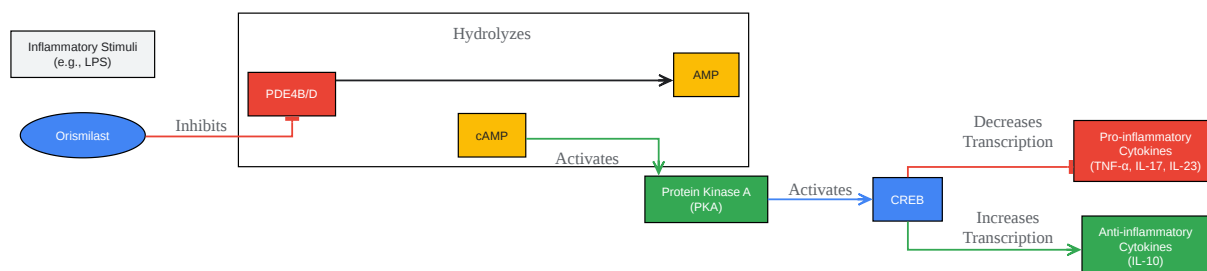 Hydrolyzes
Inflammatory Stimuli
(e.g., LPS)
PDE4B/D
AMP
Orismilast
Inhibits
cAMP
Activates
Protein Kinase A
(PKA)
Activates
CREB
Decreases
Transcription
Pro-inflammatory
Cytokines
(TNF-α, IL-17, IL-23)
Increases
Transcription
Anti-inflammatory
Cytokines
(IL-10)